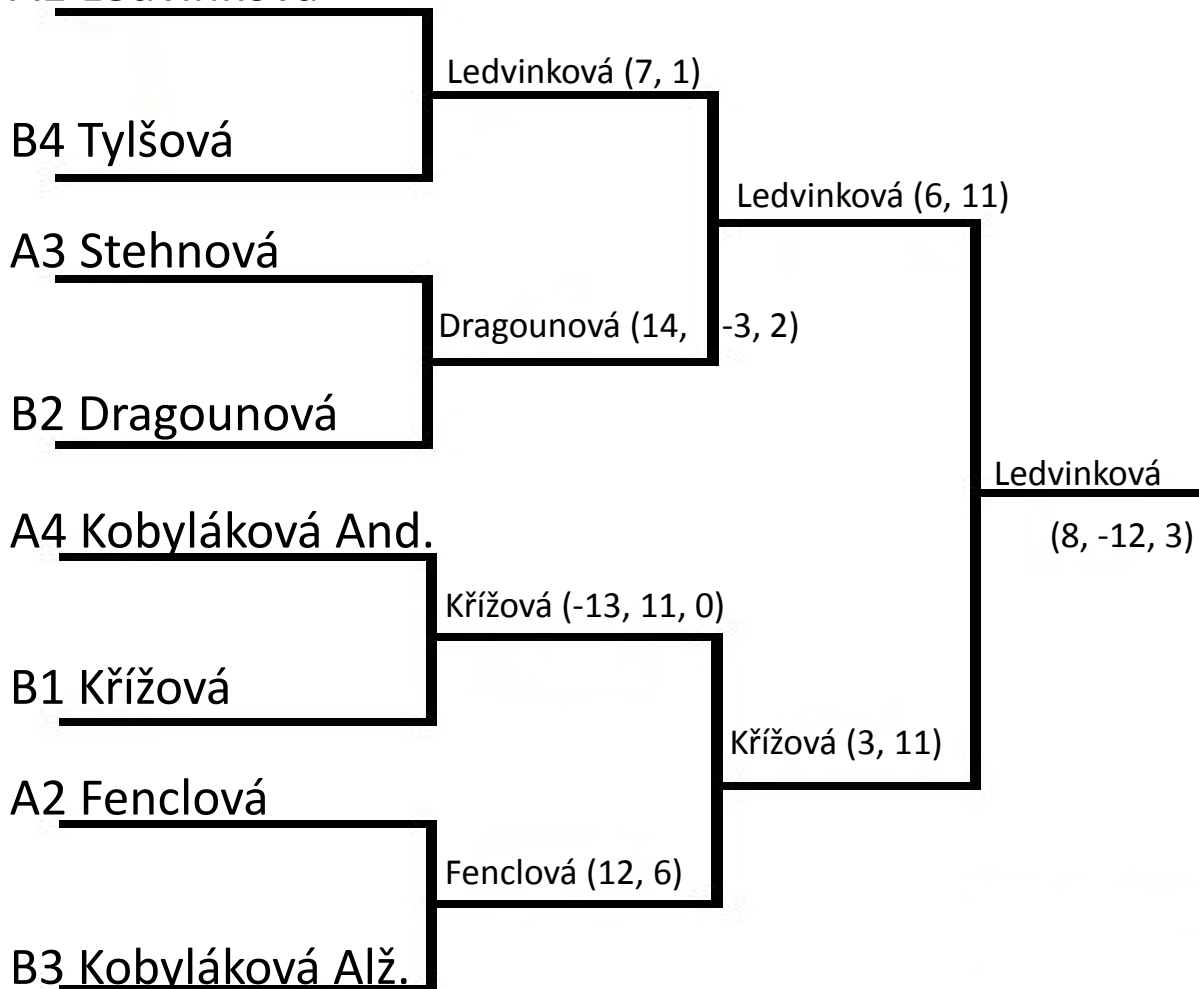 Ledvinková (7, 1)
B4 Tylšová
Ledvinková (6, 11)
A3 Stehnová
Dragounová (14, -3, 2)
B2 Dragounová
Ledvinková
(8, -12, 3)
A4 Kobyláková And.
Křížová (-13, 11, 0)
B1 Křížová
Křížová (3, 11)
A2 Fenclová
Fenclová (12, 6)
B3 Kobyláková Alž.